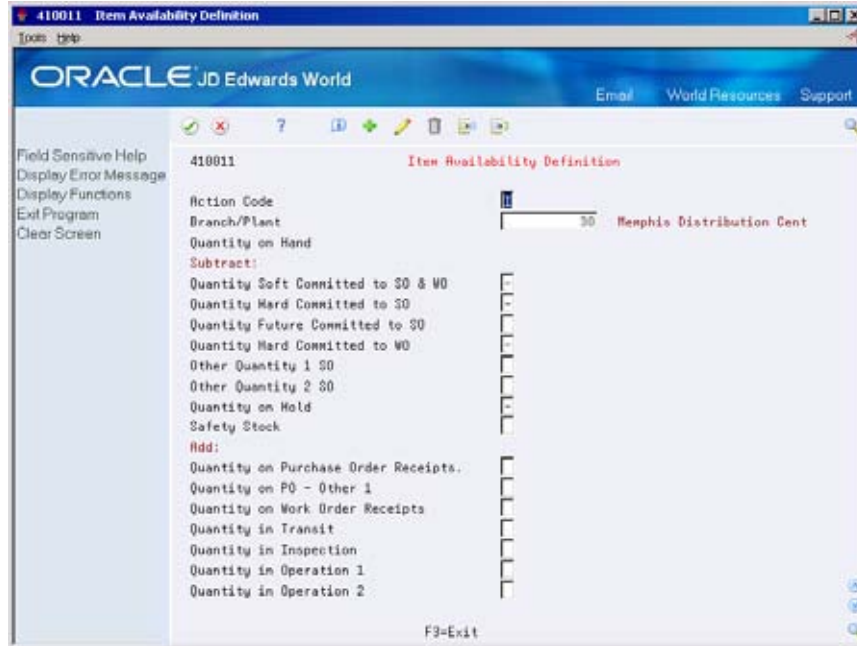 410011 Item Availability Definition
Tools Help
ORACLE JD Edwards World
Email World Resources Support
Field Sensitive Help
Display Error Message
Display Functions
Exit Program
Clear Screen
410011 Item Availability Definition
Action Code I
Branch/Plant 30 Memphis Distribution Cent
Quantity on Hand
Subtract:
Quantity Soft Committed to SO & WO -
Quantity Hard Committed to SO -
Quantity Future Committed to SO
Quantity Hard Committed to WO -
Other Quantity 1 SO
Other Quantity 2 SO
Quantity on Hold -
Safety Stock
Add:
Quantity on Purchase Order Receipts.
Quantity on PO - Other 1
Quantity on Work Order Receipts
Quantity in Transit
Quantity in Inspection
Quantity in Operation 1
Quantity in Operation 2
F3=Exit